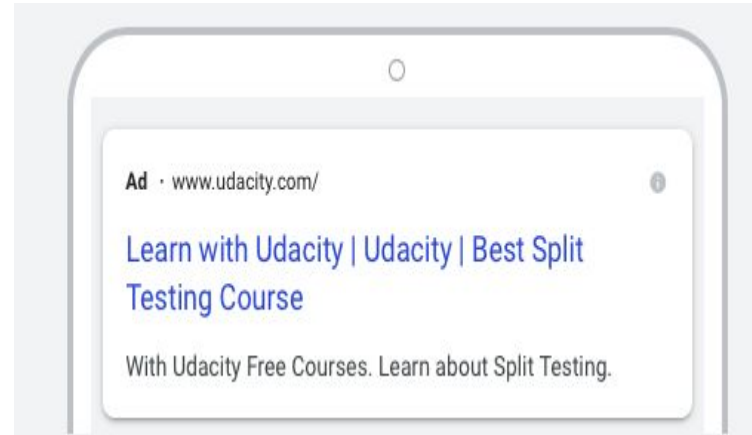 Ad · www.udacity.com/
Learn with Udacity | Udacity | Best Split
Testing Course
With Udacity Free Courses. Learn about Split Testing.